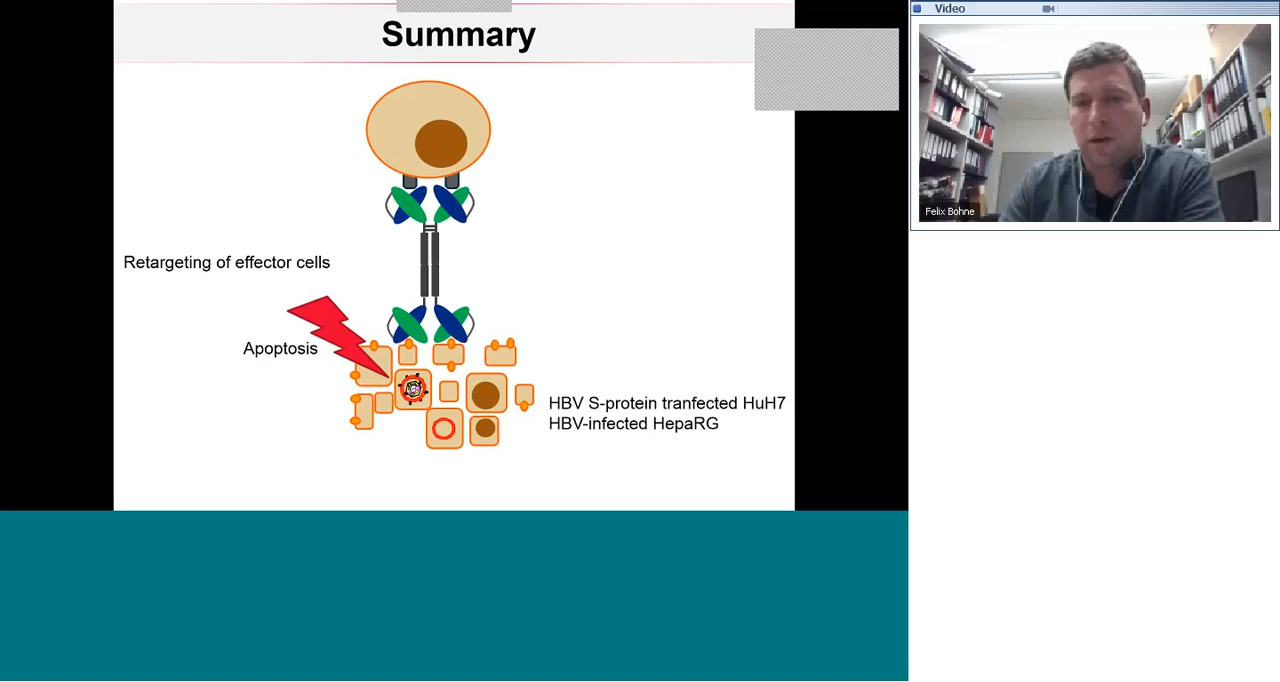 Summary
Video
Felix Bohne
Retargeting of effector cells
Apoptosis
HBV S-protein tranfected HuH7
HBV-infected HepaRG